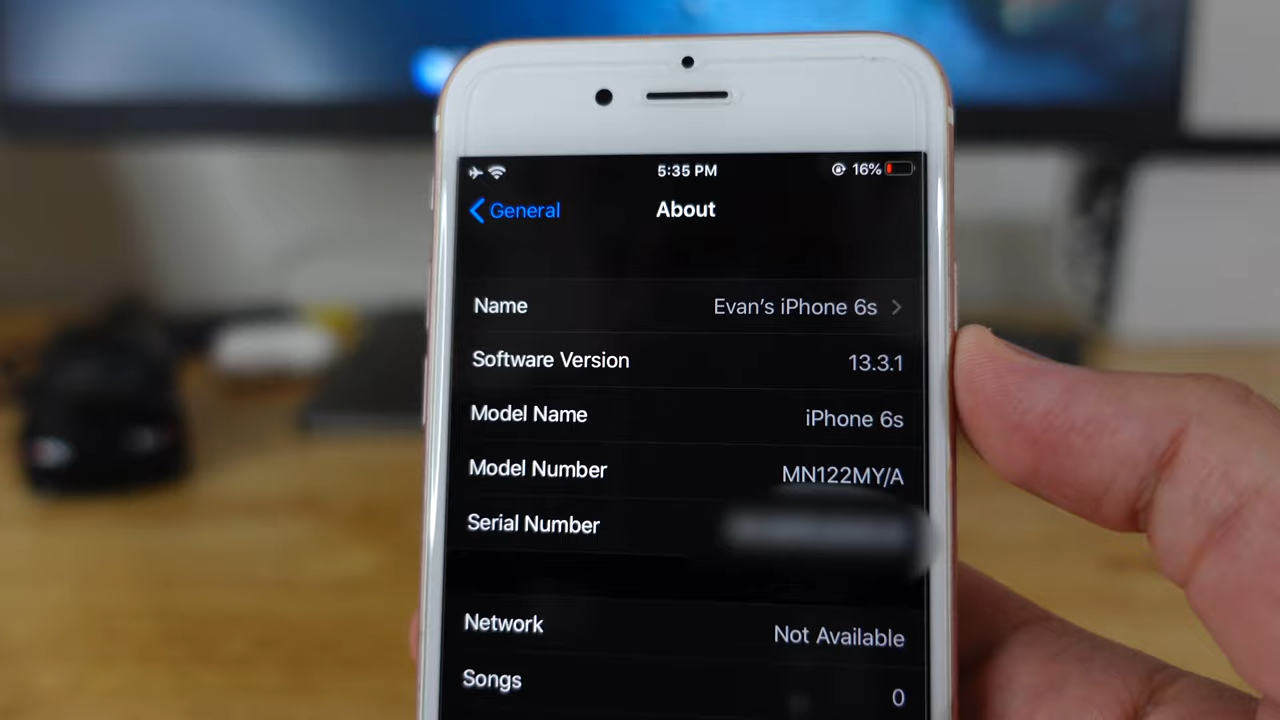 5:35 PM
16%
General
About
Name
Evan's iPhone 6s
Software Version
13.3.1
Model Name
iPhone 6s
Model Number
MN122MY/A
Serial Number
Network
Not Available
Songs
0